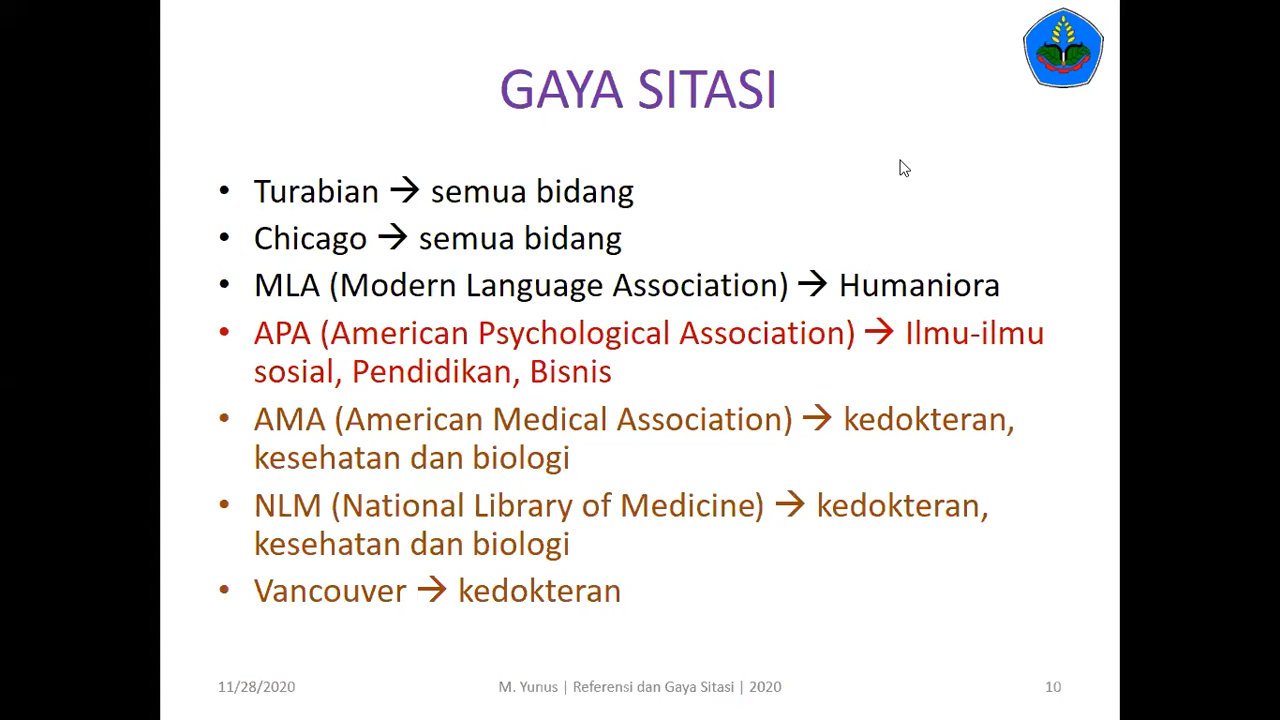 GAYA SITASI
• Turabian → semua bidang
• Chicago → semua bidang
• MLA (Modern Language Association) → Humaniora
• APA (American Psychological Association) → Ilmu-ilmu
sosial, Pendidikan, Bisnis
• AMA (American Medical Association) → kedokteran,
kesehatan dan biologi
• NLM (National Library of Medicine) → kedokteran,
kesehatan dan biologi
• Vancouver → kedokteran
11/28/2020 M. Yunus | Referensi dan Gaya Sitasi | 2020 10